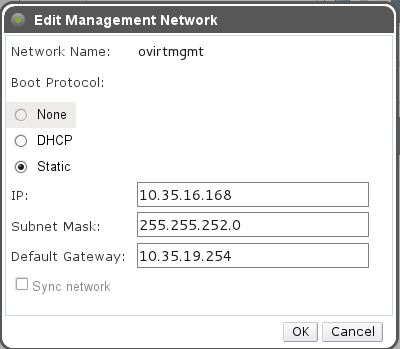 Edit Management Network
Network Name: ovirtmgmt
Boot Protocol:
None
DHCP
Static
IP: 10.35.16.168
Subnet Mask: 255.255.252.0
Default Gateway: 10.35.19.254
Sync network
OK Cancel